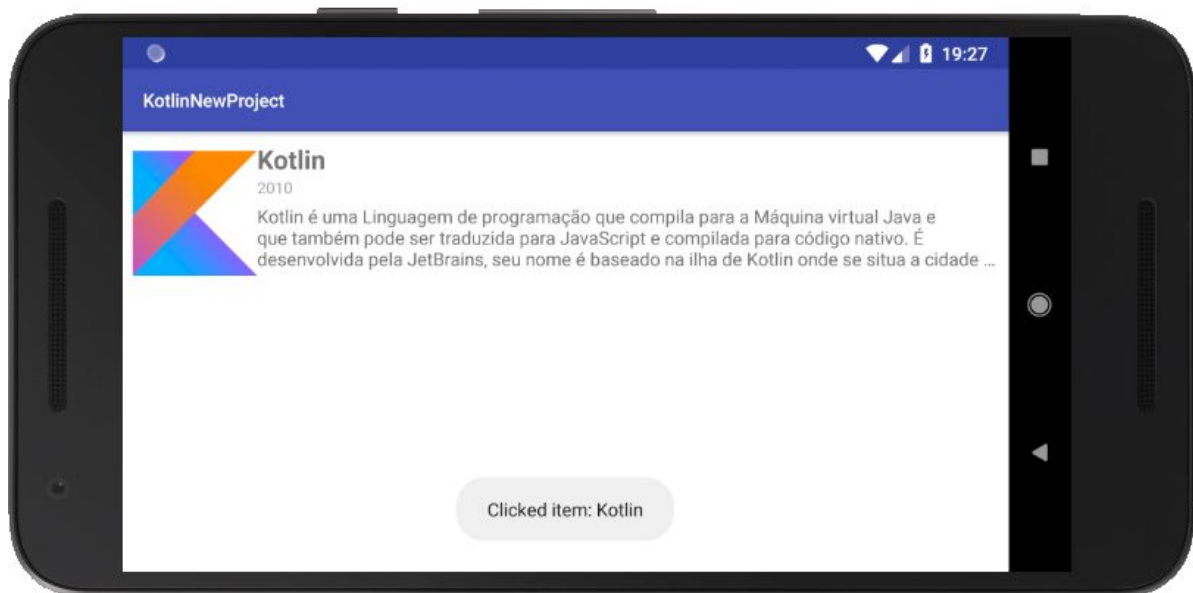 19:27
KotlinNewProject
Kotlin
2010
Kotlin é uma Linguagem de programação que compila para a Máquina virtual Java e
que também pode ser traduzida para JavaScript e compilada para código nativo. É
desenvolvida pela JetBrains, seu nome é baseado na ilha de Kotlin onde se situa a cidade ...
Clicked item: Kotlin